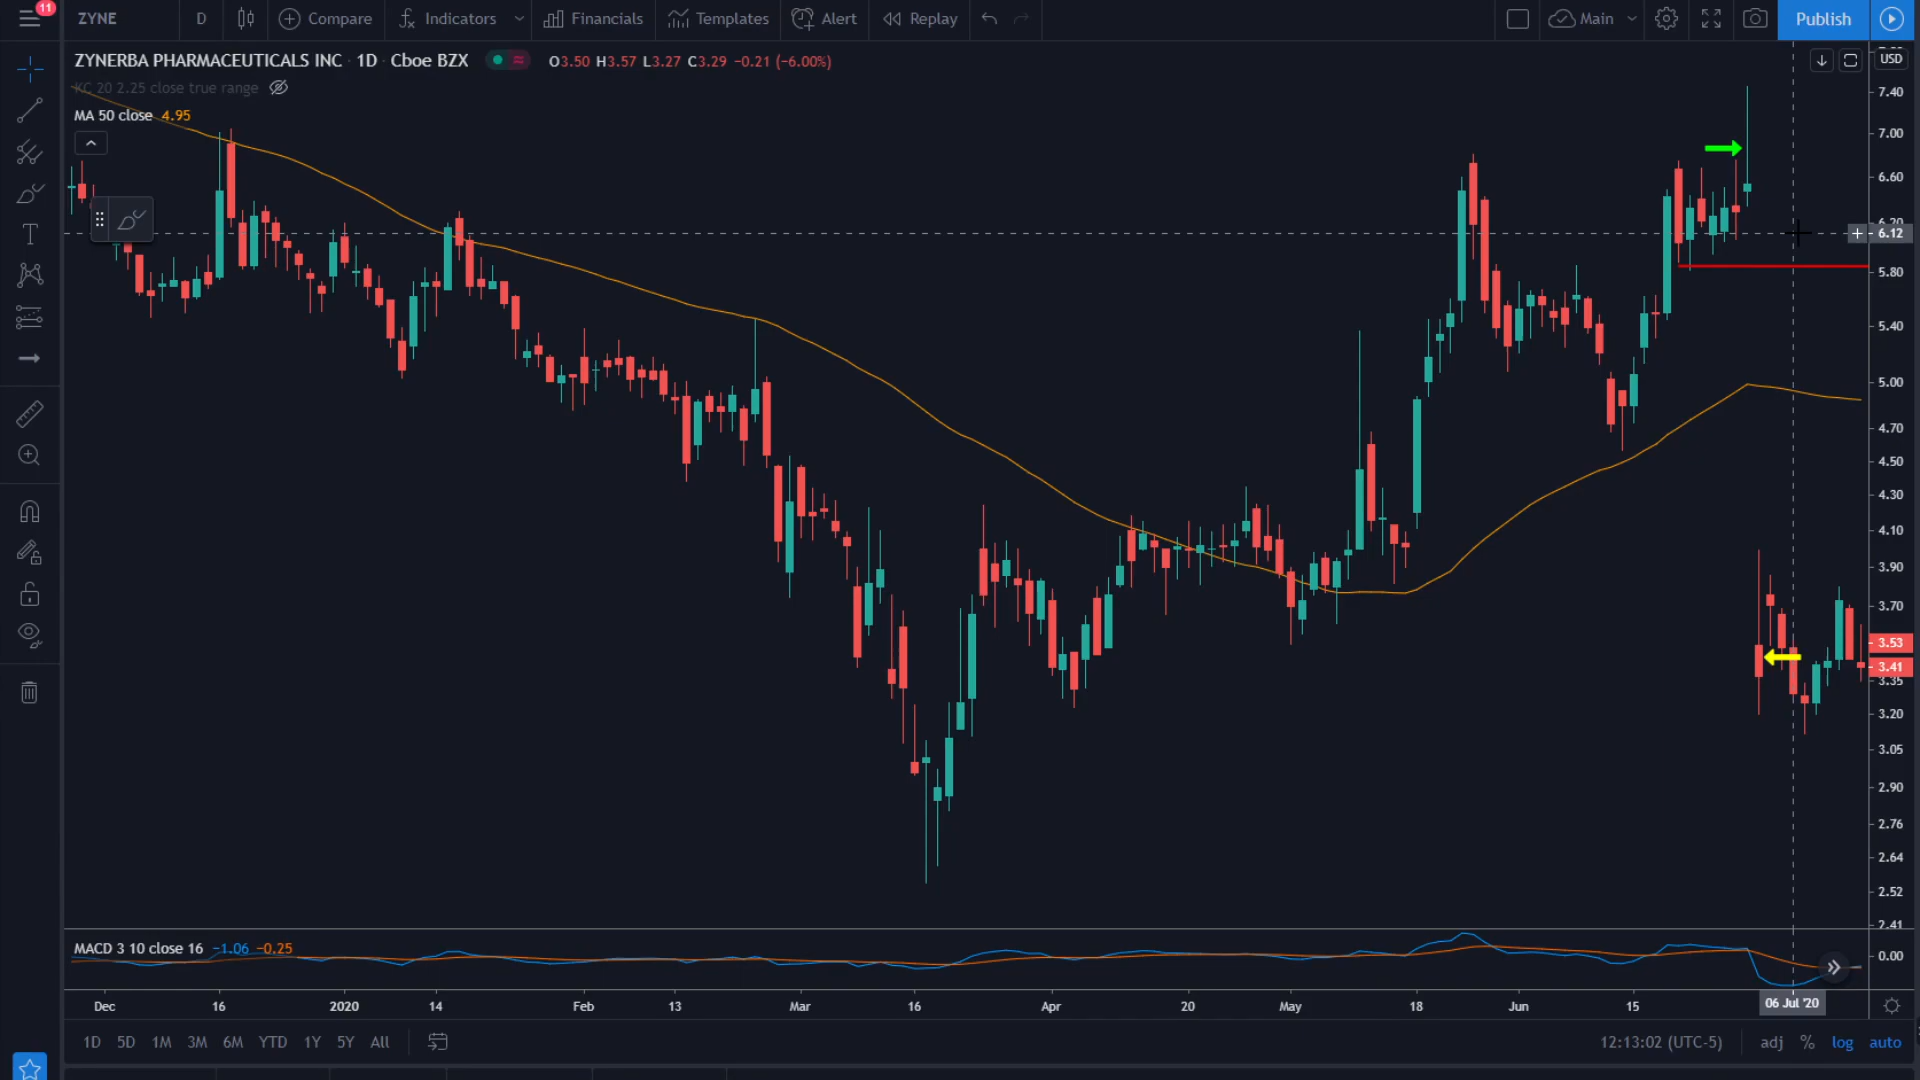 11
ZYNE
D
Compare
Indicators
Financials
Templates
Alert
Replay
Main
Publish
ZYNERBA PHARMACEUTICALS INC · 1D · Cboe BZX
O3.50 H3.57 L3.27 C3.29 −0.21 (−6.00%)
USD
KC 20 2.25 close true range
MA 50 close 4.95
7.40
7.00
6.60
6.20
6.12
5.80
5.40
5.00
4.70
4.50
4.30
4.10
3.90
3.70
3.53
3.41
3.35
3.20
3.05
2.90
2.76
2.64
2.52
2.41
MACD 3 10 close 16 −1.06 −0.25
0.00
Dec 16 2020 14 Feb 13 Mar 16 Apr 20 May 18 Jun 15 06 Jul '20
1D 5D 1M 3M 6M YTD 1Y 5Y All
12:13:02 (UTC-5)
adj % log auto